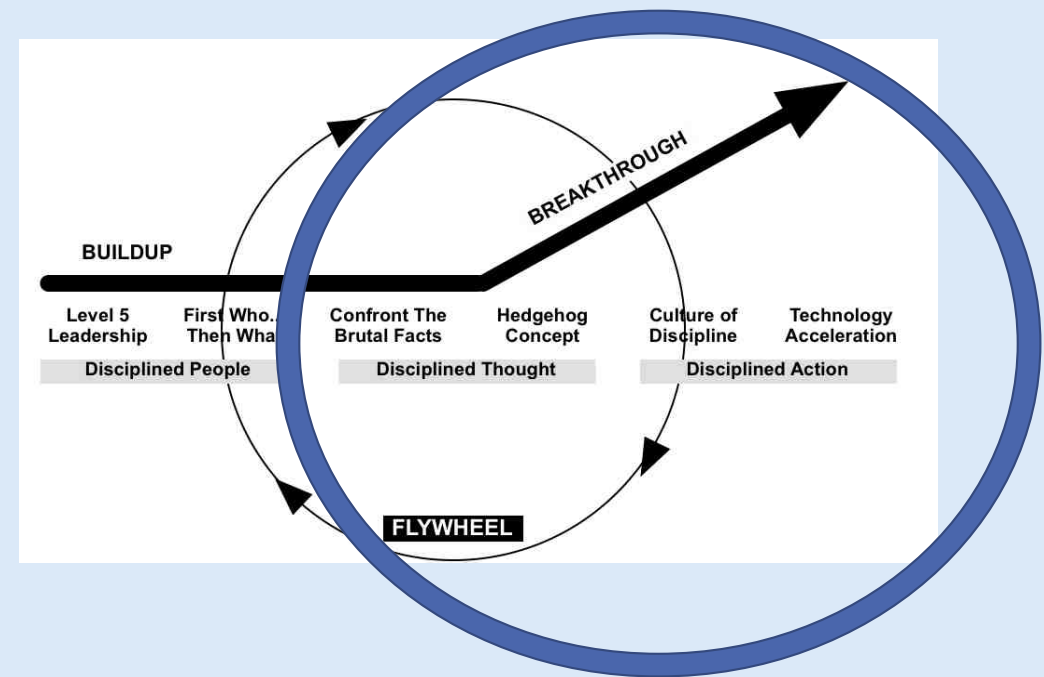 BREAKTHROUGH
BUILDUP
Level 5
Leadership
First Who..
Then Wha
Confront The
Brutal Facts
Hedgehog
Concept
Culture of
Discipline
Technology
Acceleration
Disciplined People
Disciplined Thought
Disciplined Action
FLYWHEEL